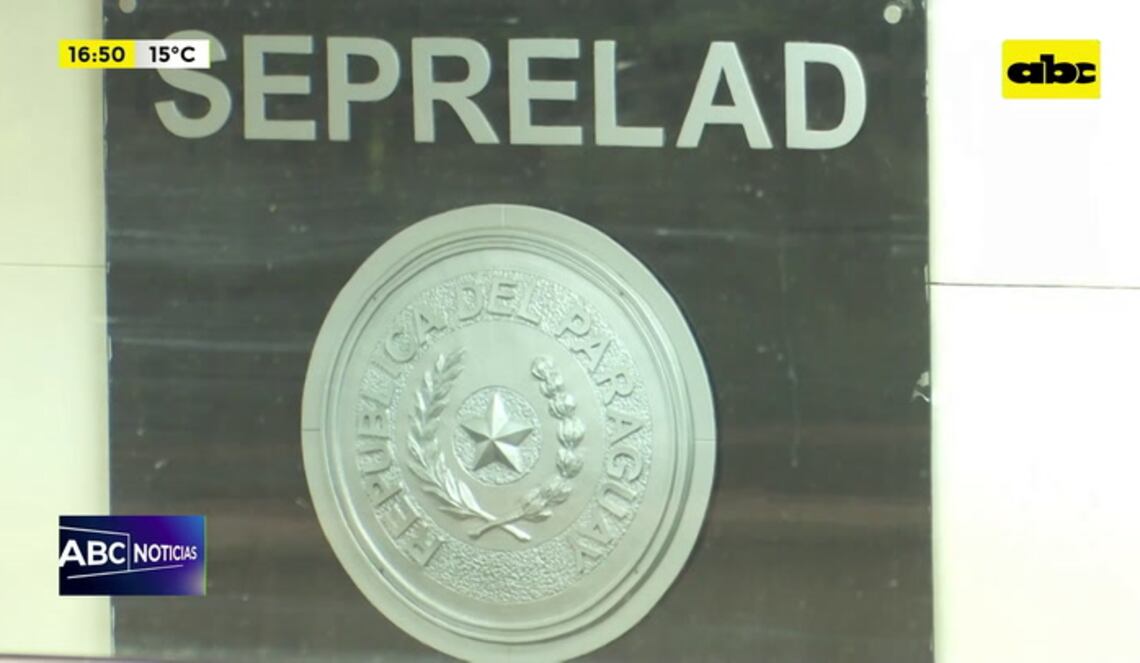 16:50 15°C
abc
SEPRELAD
REPUBLICA DEL PARAGUAY
ABC NOTICIAS